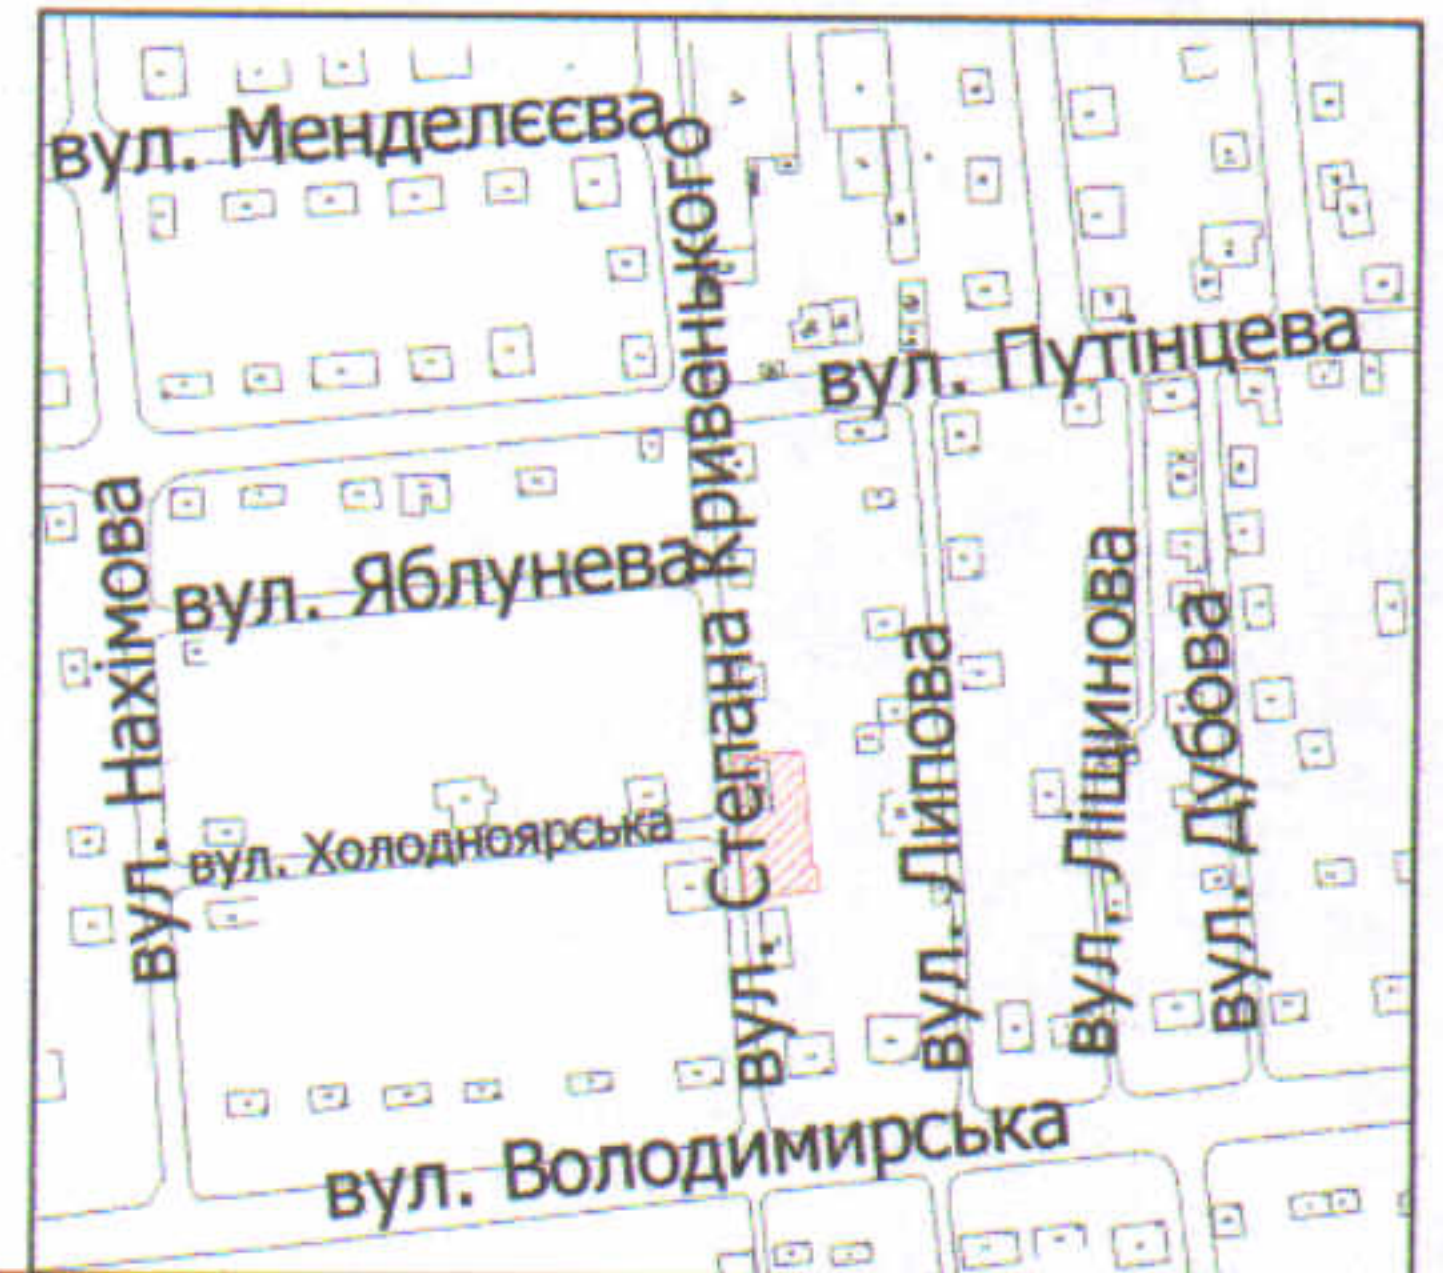 вул. Менделєєва
вул. Степана Кривенького
вул. Путінцева
вул. Нахімова
вул. Яблунева
вул. Холодноярська
вул. Липова
вул. Ліщинова
вул. Дубова
вул. Володимирська